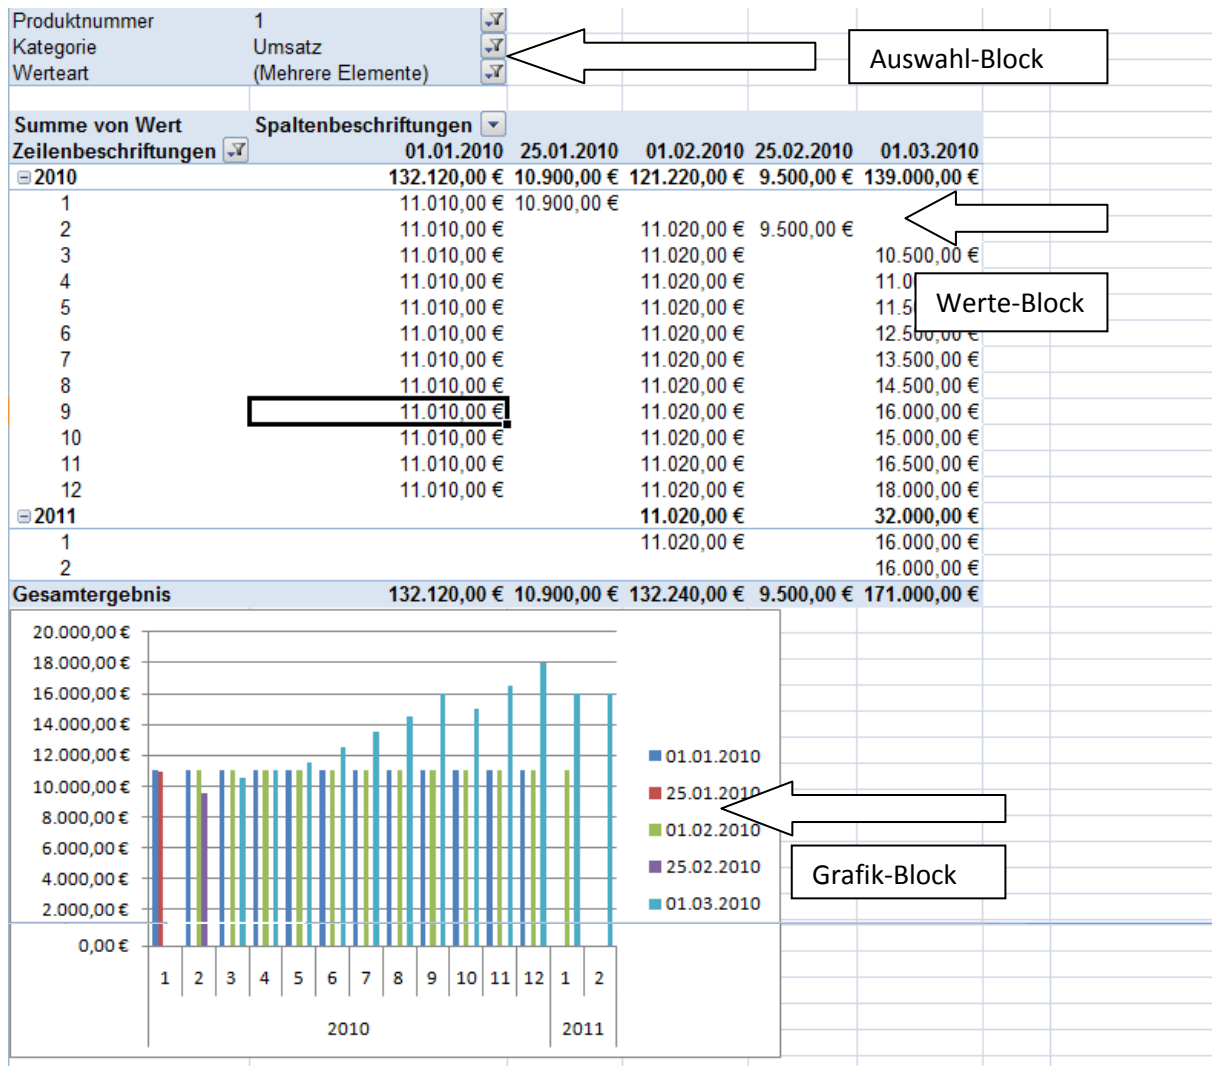 Produktnummer 1
Kategorie Umsatz
Werteart (Mehrere Elemente)
Auswahl-Block
Summe von Wert Spaltenbeschriftungen
Zeilenbeschriftungen 01.01.2010 25.01.2010 01.02.2010 25.02.2010 01.03.2010
2010 132.120,00 € 10.900,00 € 121.220,00 € 9.500,00 € 139.000,00 €
1 11.010,00 € 10.900,00 €
2 11.010,00 € 11.020,00 € 9.500,00 €
3 11.010,00 € 11.020,00 € 10.500,00 €
4 11.010,00 € 11.020,00 €
5 11.010,00 € 11.020,00 €
Werte-Block
6 11.010,00 € 11.020,00 € 12.500,00 €
7 11.010,00 € 11.020,00 € 13.500,00 €
8 11.010,00 € 11.020,00 € 14.500,00 €
9 11.010,00 € 11.020,00 € 16.000,00 €
10 11.010,00 € 11.020,00 € 15.000,00 €
11 11.010,00 € 11.020,00 € 16.500,00 €
12 11.010,00 € 11.020,00 € 18.000,00 €
2011 11.020,00 € 32.000,00 €
1 11.020,00 € 16.000,00 €
2 16.000,00 €
Gesamtergebnis 132.120,00 € 10.900,00 € 132.240,00 € 9.500,00 € 171.000,00 €
20.000,00 €
18.000,00 €
16.000,00 €
14.000,00 €
12.000,00 €
10.000,00 €
8.000,00 €
6.000,00 €
4.000,00 €
2.000,00 €
0,00 €
1 2 3 4 5 6 7 8 9 10 11 12 1 2
2010 2011
01.01.2010
25.01.2010
01.02.2010
25.02.2010
01.03.2010
Grafik-Block